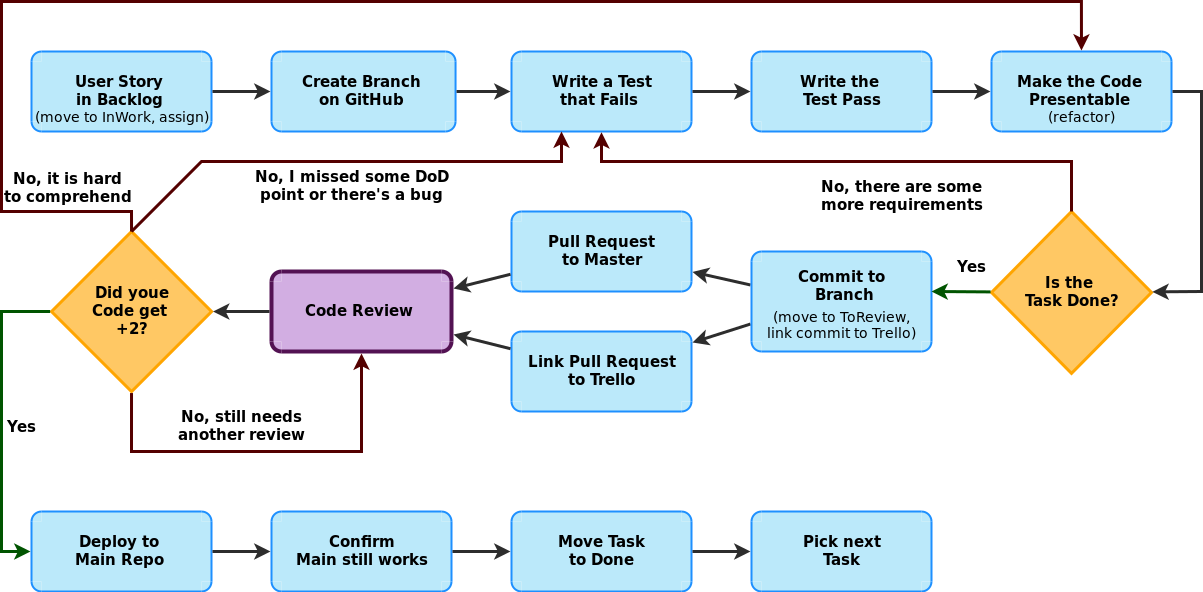 User Story
in Backlog
(move to InWork, assign)
Create Branch
on GitHub
Write a Test
that Fails
Write the
Test Pass
Make the Code
Presentable
(refactor)
No, it is hard
to comprehend
No, I missed some DoD
point or there's a bug
No, there are some
more requirements
Did youe
Code get
+2?
Code Review
Pull Request
to Master
Link Pull Request
to Trello
Commit to
Branch
(move to ToReview,
link commit to Trello)
Yes
Is the
Task Done?
No, still needs
another review
Yes
Deploy to
Main Repo
Confirm
Main still works
Move Task
to Done
Pick next
Task